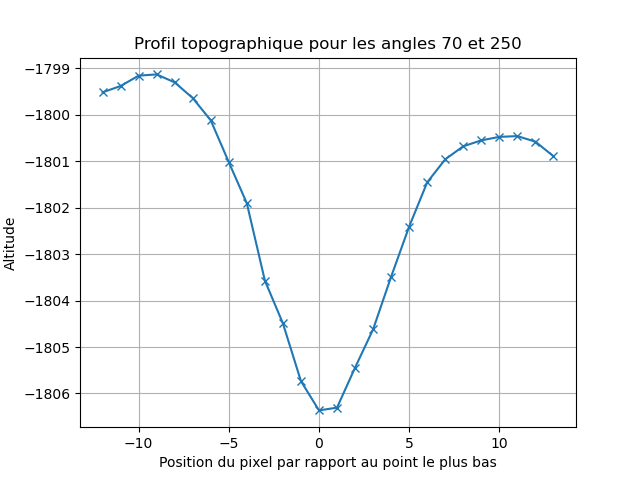 Profil topographique pour les angles 70 et 250
Altitude
−1799
−1800
−1801
−1802
−1803
−1804
−1805
−1806
−10 −5 0 5 10
Position du pixel par rapport au point le plus bas